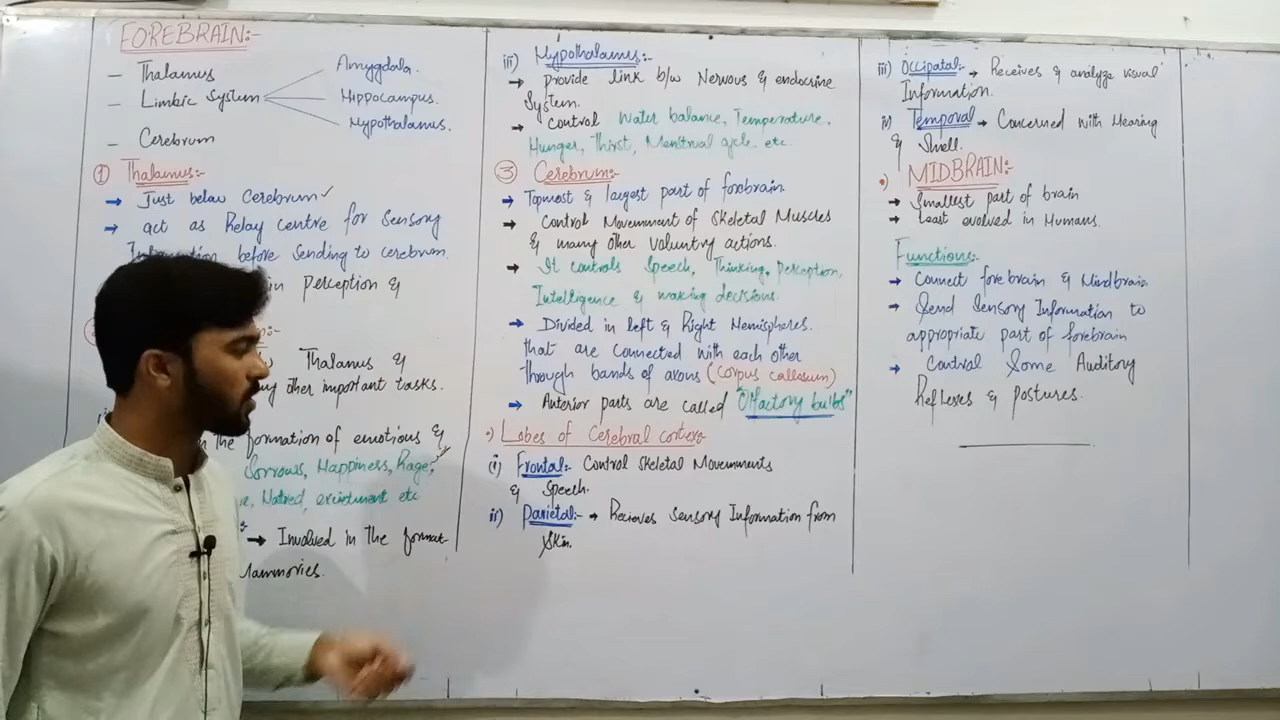 FOREBRAIN:-
– Thalamus
– Limbic System
Amygdala.
Hippocampus.
Hypothalamus.
– Cerebrum
① Thalamus:-
→ Just below Cerebrum ✓
→ act as Relay centre for Sensory
Information before Sending to cerebrum.
in perception &
Thalamus &
other important tasks.
the formation of emotions &
Sorrows, Happiness, Rage,
Hatred, excitment etc
→ Involved in the format-
Mammories.
iii) Hypothalamus:-
→ provide link b/w Nervous & endocrine
System.
→ Control Water balance, Temperature,
Hunger, Thirst, Menstrual cycle. etc
③ Cerebrum:-
→ Topmost & largest part of forebrain.
→ Control Movement of Skeletal Muscles
& many other voluntry actions.
→ It controls Speech, Thinking, perception,
Intelligence & making decisions.
→ Divided in left & Right Hemispheres.
that are connected with each other
Through bands of axons (corpus callosum)
→ Anterior parts are called "Olfactory bulbs"
•) Lobes of Cerebral cortex:-
(i) Frontal:- Control Skeletal Movemments
& Speech.
ii) Parietal:- → Recieves Sensory Information from
Skin.
iii) Occipatal:- → Receives & analyze visual
Information.
iv) Temporal → Concerned with Hearing
& Smell.
•) MIDBRAIN:-
→ Smallest part of brain
→ Least evolved in Humans.
Functions:-
→ Connect forebrain & Hindbrain
→ Send Sensory Information to
appropriate part of forebrain
→ Control Some Auditory
Reflexes & postures.